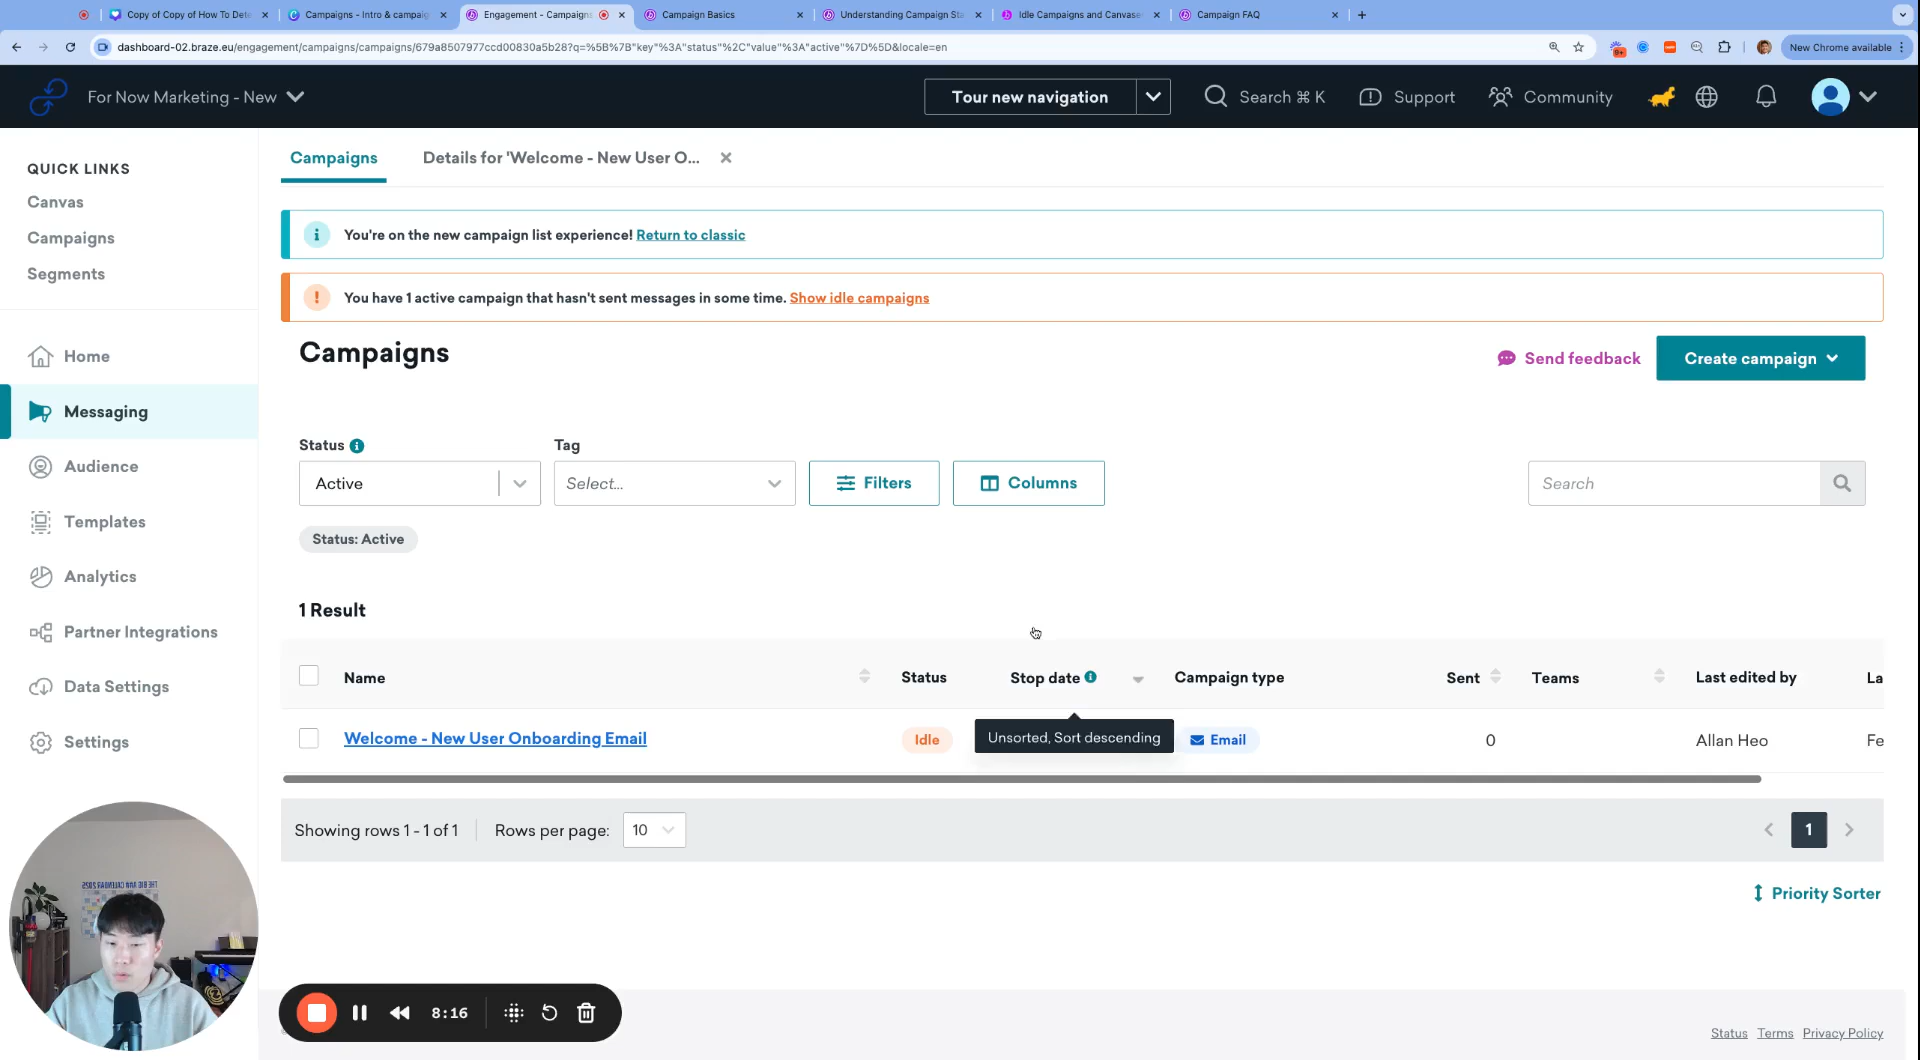 Copy of Copy of How To Dete
Campaigns - Intro & campaig
Engagement - Campaigns
Campaign Basics
Understanding Campaign Sta
Idle Campaigns and Canvase
Campaign FAQ
dashboard-02.braze.eu/engagement/campaigns/campaigns/679a8507977ccd00830a5b28?q=%5B%7B"key"%3A"status"%2C"value"%3A"active"%7D%5D&locale=en
New Chrome available
For Now Marketing - New
Tour new navigation
Search ⌘ K
Support
Community
QUICK LINKS
Canvas
Campaigns
Segments
Home
Messaging
Audience
Templates
Analytics
Partner Integrations
Data Settings
Settings
Campaigns
Details for 'Welcome - New User O...
You're on the new campaign list experience! Return to classic
You have 1 active campaign that hasn't sent messages in some time. Show idle campaigns
Campaigns
Send feedback
Create campaign
Status
Tag
Active
Select...
Filters
Columns
Search
Status: Active
1 Result
Name
Status
Stop date
Campaign type
Sent
Teams
Last edited by
La
Welcome - New User Onboarding Email
Idle
Unsorted, Sort descending
Email
0
Allan Heo
Fe
Showing rows 1 - 1 of 1
Rows per page:
10
1
Priority Sorter
8:16
Status
Terms
Privacy Policy